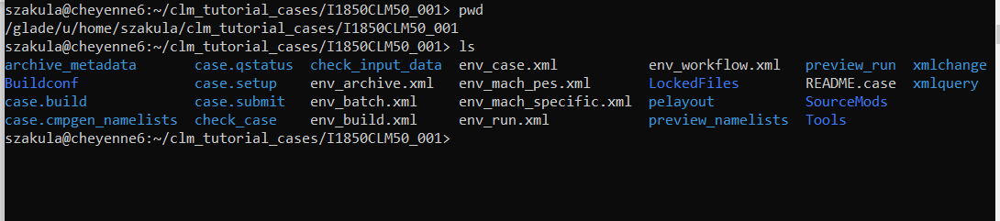 szakula@cheyenne6:~/clm_tutorial_cases/I1850CLM50_001> pwd
/glade/u/home/szakula/clm_tutorial_cases/I1850CLM50_001
szakula@cheyenne6:~/clm_tutorial_cases/I1850CLM50_001> ls
archive_metadata case.qstatus check_input_data env_case.xml env_workflow.xml preview_run xmlchange
Buildconf case.setup env_archive.xml env_mach_pes.xml LockedFiles README.case xmlquery
case.build case.submit env_batch.xml env_mach_specific.xml pelayout SourceMods
case.cmpgen_namelists check_case env_build.xml env_run.xml preview_namelists Tools
szakula@cheyenne6:~/clm_tutorial_cases/I1850CLM50_001>